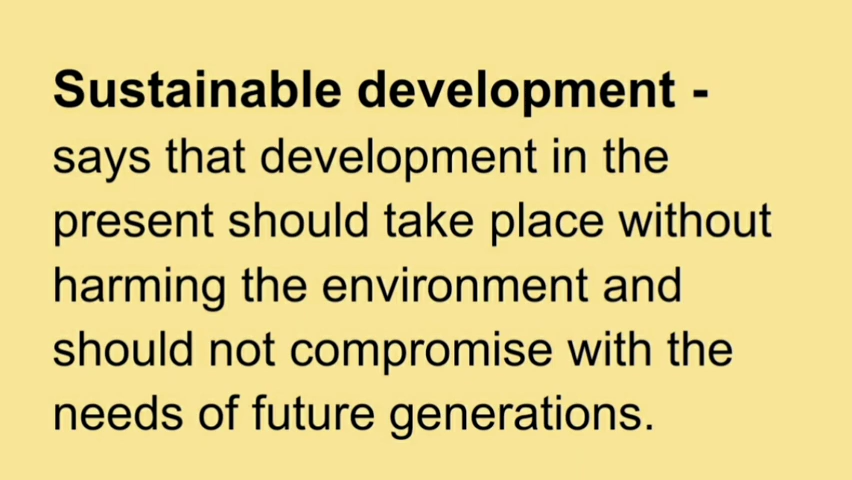 Sustainable development -
says that development in the
present should take place without
harming the environment and
should not compromise with the
needs of future generations.